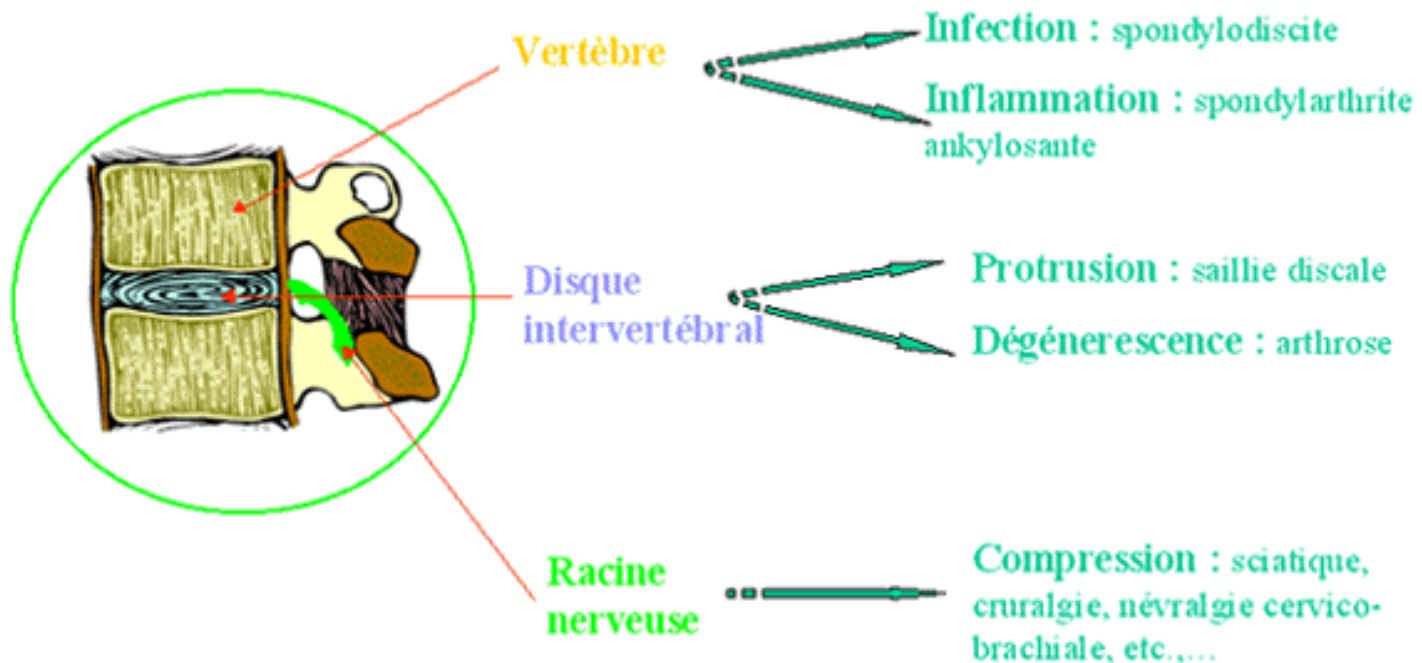 Vertèbre
Infection : spondylodiscite
Inflammation : spondylarthrite
ankylosante
Disque
intervertébral
Protrusion : saillie discale
Dégénerescence : arthrose
Racine
nerveuse
Compression : sciatique,
cruralgie, névralgie cervico-
brachiale, etc.,...